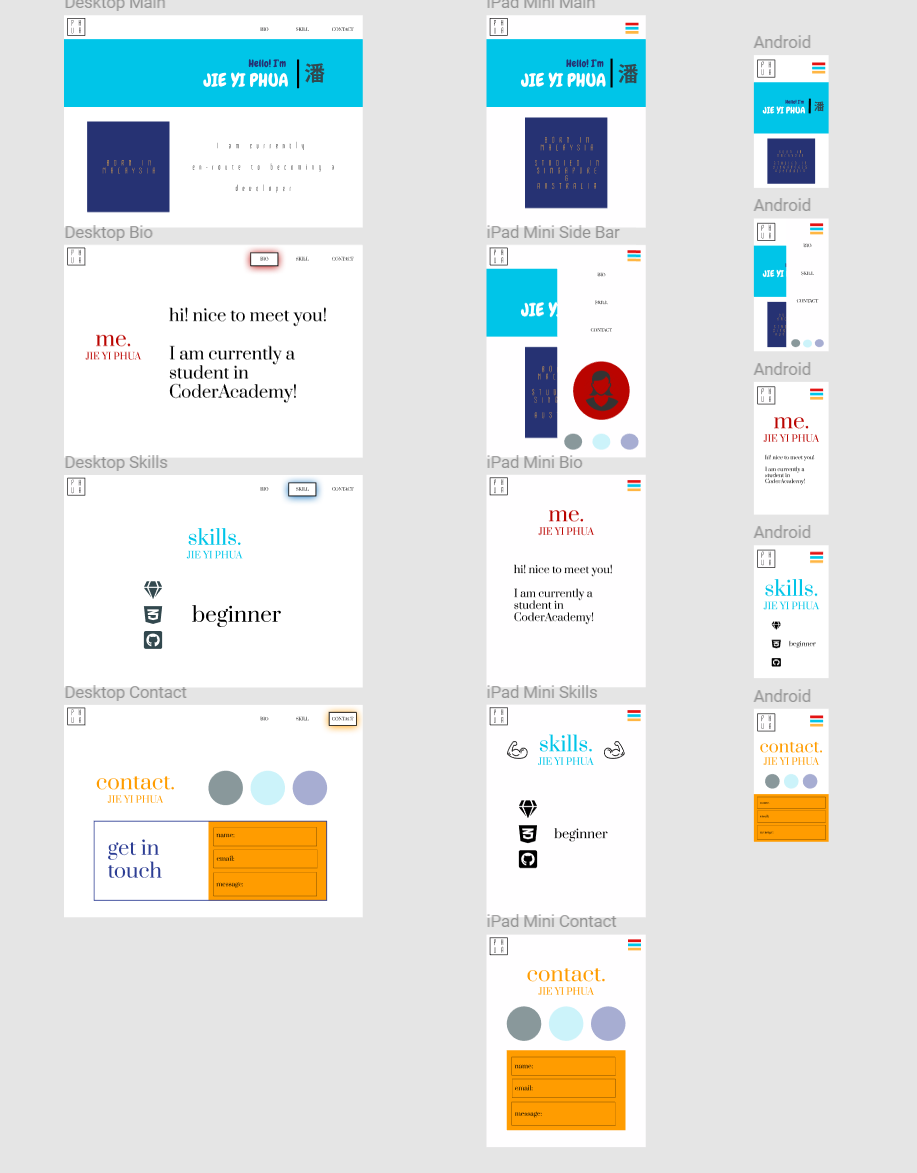 Desktop Main
P H
U A
BIO SKILL CONTACT
Hello! I'm
JIE YI PHUA
潘
BORN IN
MALAYSIA
I am currently
en-route to becoming a
developer
Desktop Bio
P H
U A
BIO SKILL CONTACT
me.
JIE YI PHUA
hi! nice to meet you!
I am currently a
student in
CoderAcademy!
Desktop Skills
P H
U A
BIO SKILL CONTACT
skills.
JIE YI PHUA
beginner
Desktop Contact
P H
U A
BIO SKILL CONTACT
contact.
JIE YI PHUA
get in
touch
name:
email:
message:
iPad Mini Main
P H
U A
Hello! I'm
JIE YI PHUA
潘
BORN IN
MALAYSIA
STUDIED IN
SINGAPORE
&
AUSTRALIA
iPad Mini Side Bar
P H
U A
JIE Y
BIO
SKILL
CONTACT
iPad Mini Bio
P H
U A
me.
JIE YI PHUA
hi! nice to meet you!
I am currently a
student in
CoderAcademy!
iPad Mini Skills
P H
U A
skills.
JIE YI PHUA
beginner
iPad Mini Contact
P H
U A
contact.
JIE YI PHUA
name:
email:
message:
Android
P H
U A
Hello! I'm
JIE YI PHUA
潘
Android
P H
U A
JIE YI
BIO
SKILL
CONTACT
Android
P H
U A
me.
JIE YI PHUA
hi! nice to meet you!
I am currently a
student in
CoderAcademy!
Android
P H
U A
skills.
JIE YI PHUA
beginner
Android
P H
U A
contact.
JIE YI PHUA
name:
email:
message: